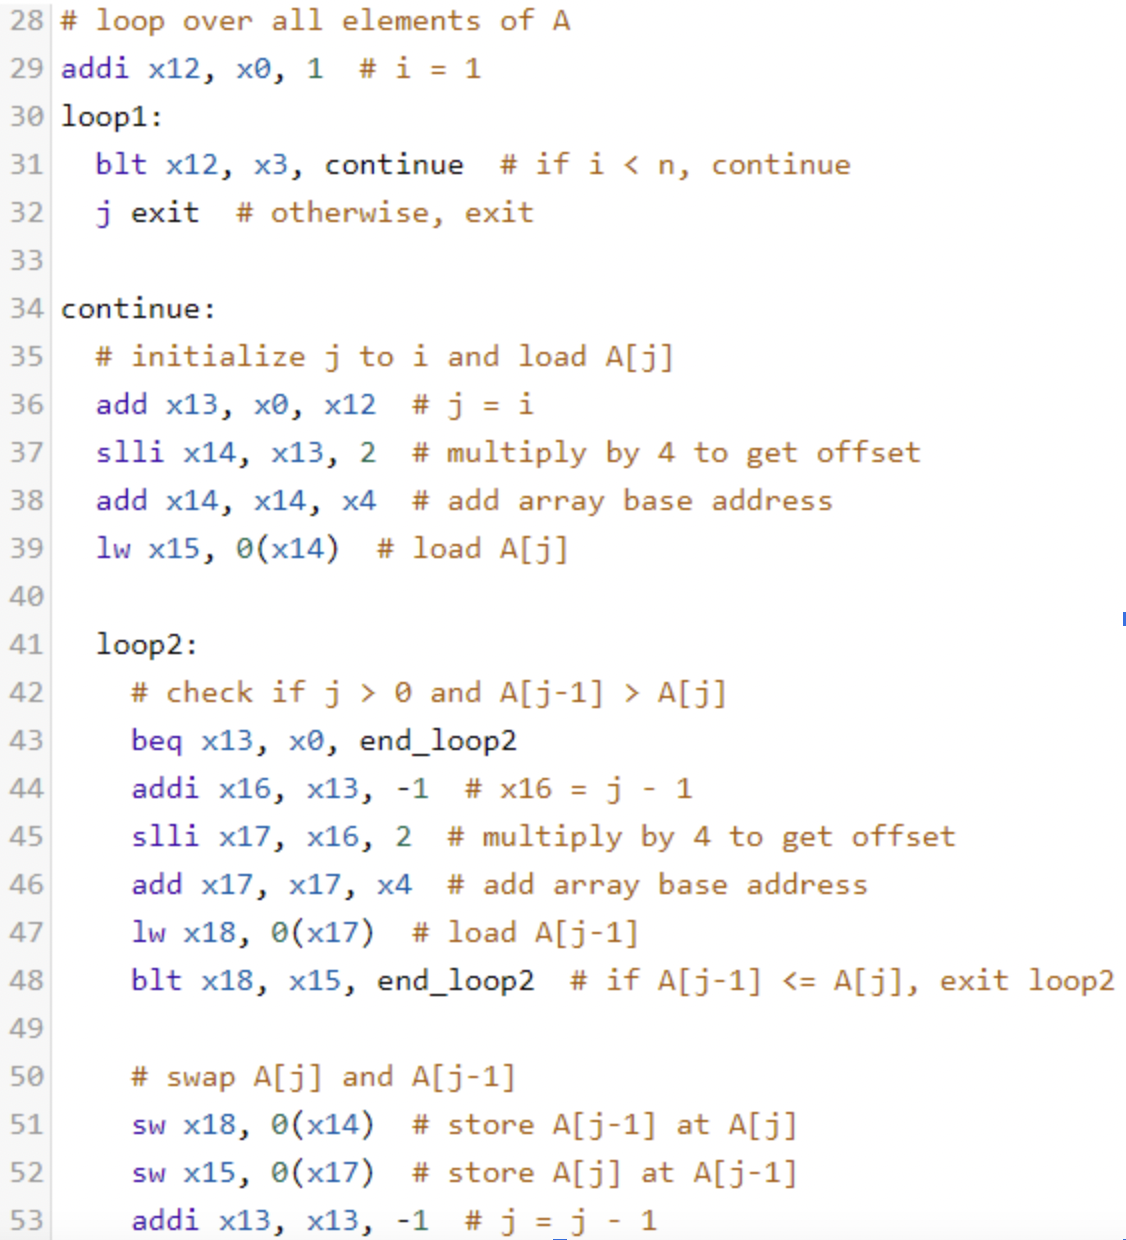 28 # loop over all elements of A
29 addi x12, x0, 1  # i = 1
30 loop1:
31   blt x12, x3, continue  # if i < n, continue
32   j exit  # otherwise, exit
33
34 continue:
35   # initialize j to i and load A[j]
36   add x13, x0, x12  # j = i
37   slli x14, x13, 2  # multiply by 4 to get offset
38   add x14, x14, x4  # add array base address
39   lw x15, 0(x14)  # load A[j]
40
41   loop2:
42     # check if j > 0 and A[j-1] > A[j]
43     beq x13, x0, end_loop2
44     addi x16, x13, -1  # x16 = j - 1
45     slli x17, x16, 2  # multiply by 4 to get offset
46     add x17, x17, x4  # add array base address
47     lw x18, 0(x17)  # load A[j-1]
48     blt x18, x15, end_loop2  # if A[j-1] <= A[j], exit loop2
49
50     # swap A[j] and A[j-1]
51     sw x18, 0(x14)  # store A[j-1] at A[j]
52     sw x15, 0(x17)  # store A[j] at A[j-1]
53     addi x13, x13, -1  # j = j - 1